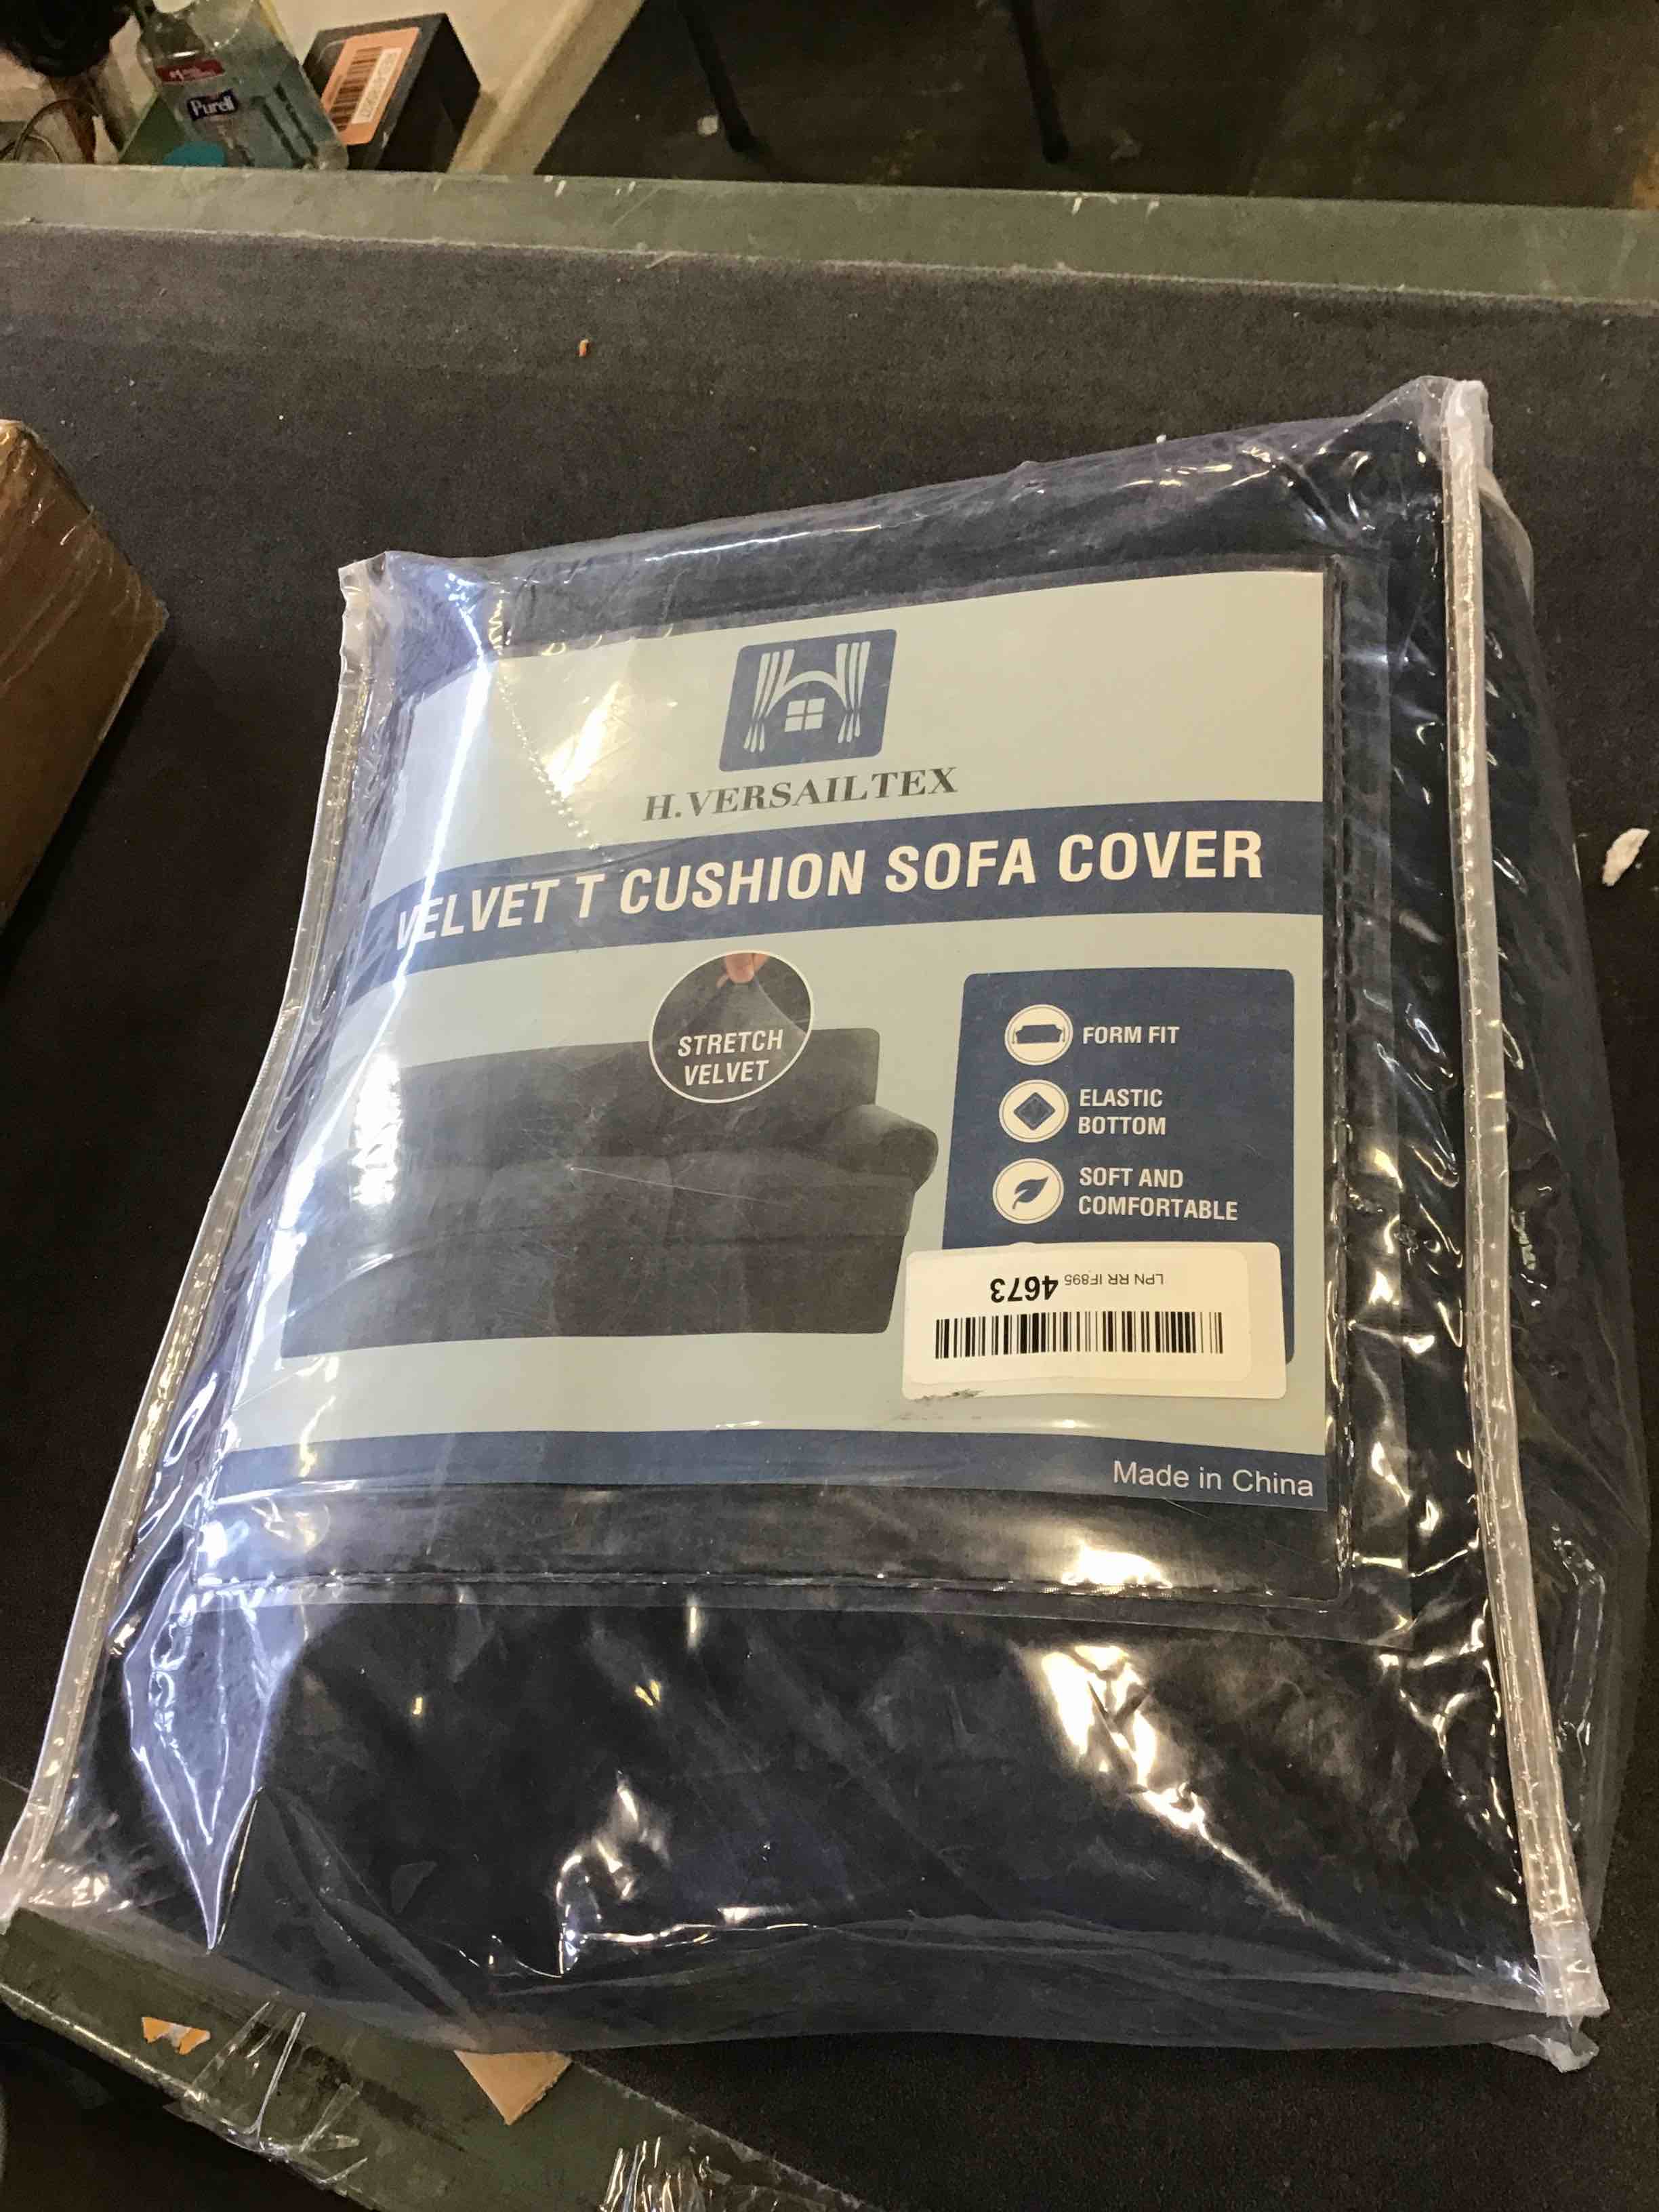 #1
Purell
H.VERSAILTEX
VELVET T CUSHION SOFA COVER
STRETCH
VELVET
FORM FIT
ELASTIC
BOTTOM
SOFT AND
COMFORTABLE
LPN RR IF895 4673
Made in China